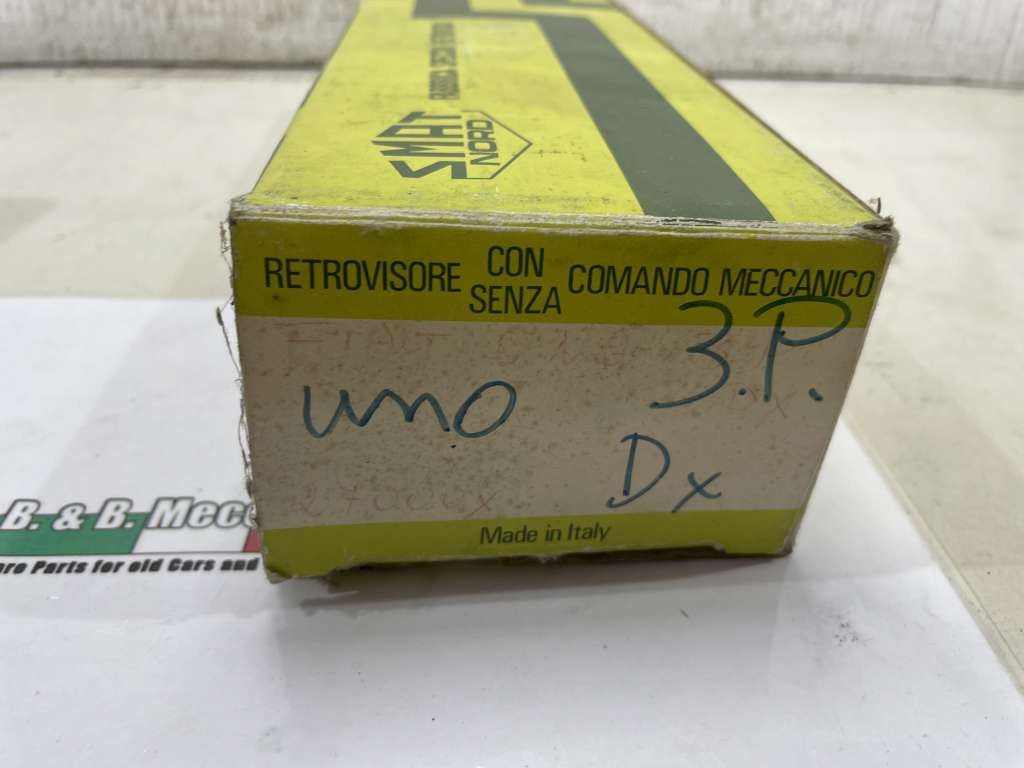 SMAT
NORD
RETROVISORE CON SENZA COMANDO MECCANICO
uno 3.P.
Dx
Made in Italy
B. & B. Mecc
re Parts for old Cars and